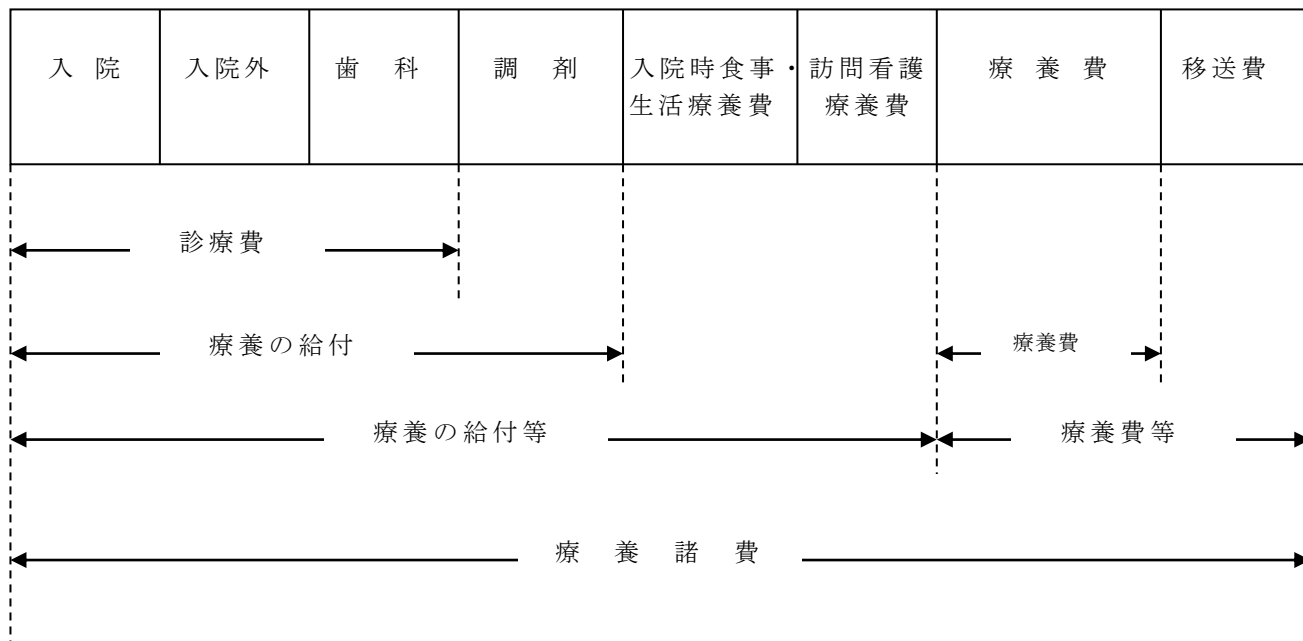 入院
入院外
歯科
調剤
入院時食事・
生活療養費
訪問看護
療養費
療養費
移送費
診療費
療養の給付
療養費
療養の給付等
療養費等
療養諸費